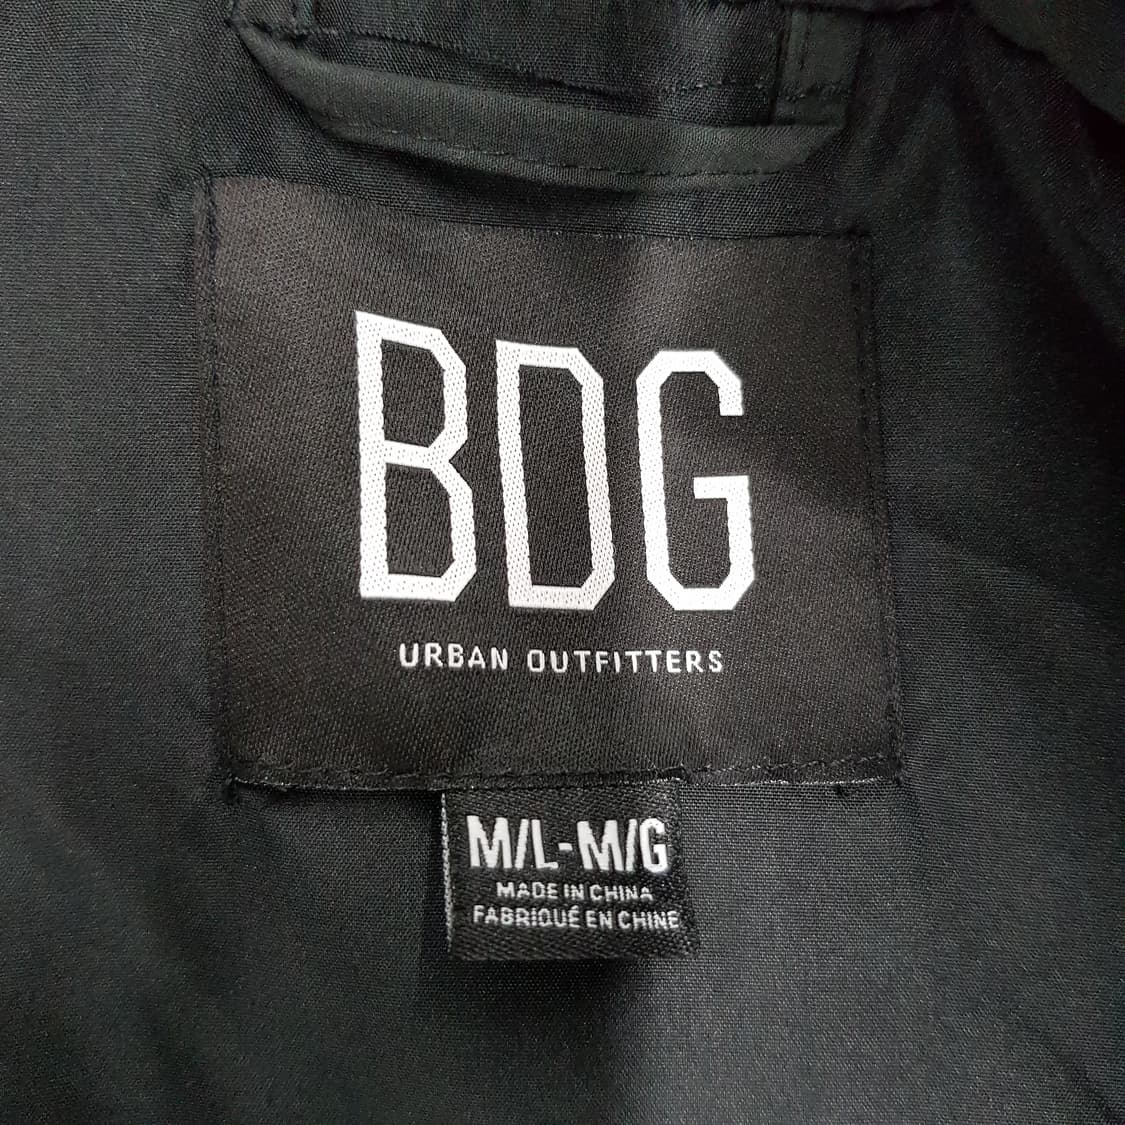 BDG
URBAN OUTFITTERS
M/L-M/G
MADE IN CHINA
FABRIQUÉ EN CHINE